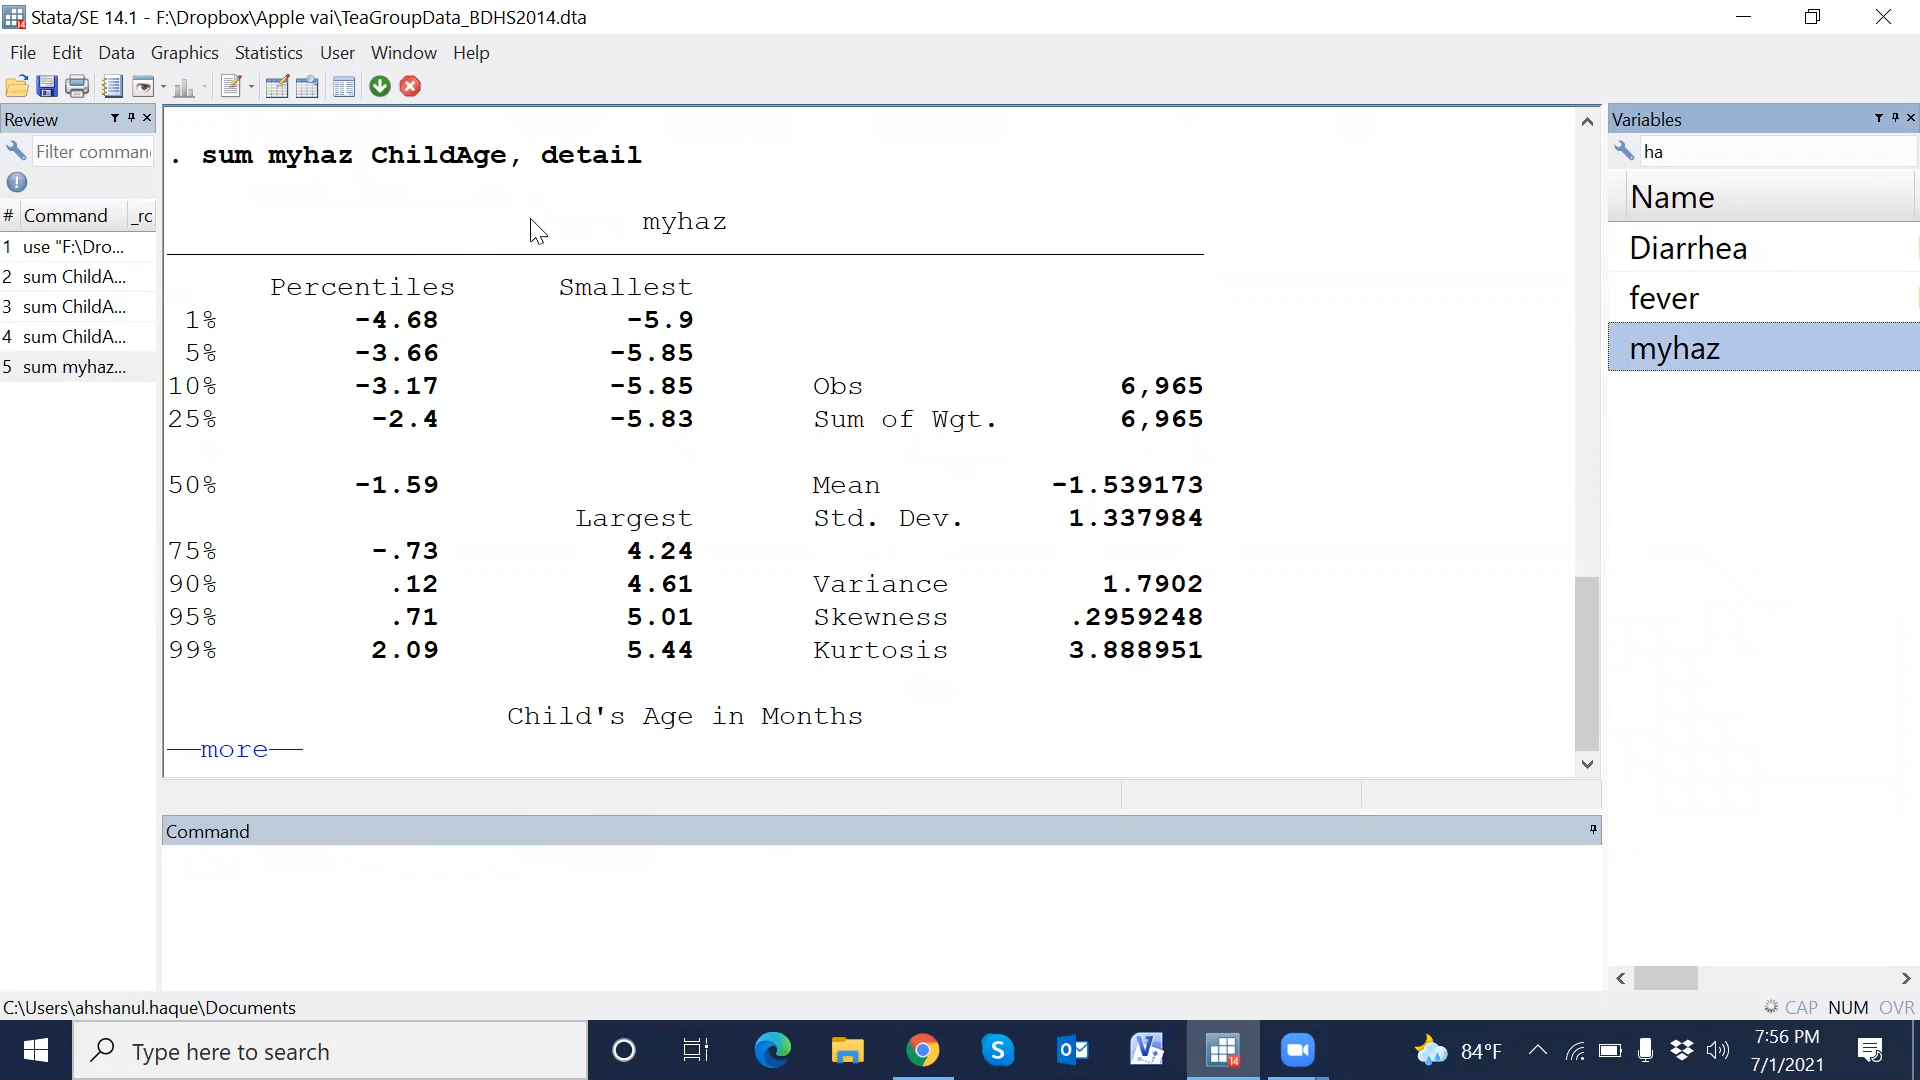 Stata/SE 14.1 - F:\Dropbox\Apple vai\TeaGroupData_BDHS2014.dta
File Edit Data Graphics Statistics User Window Help
Review
Filter comman
# Command _rc
1 use "F:\Dro...
2 sum ChildA...
3 sum ChildA...
4 sum ChildA...
5 sum myhaz...
. sum myhaz ChildAge, detail
myhaz
Percentiles Smallest
1% -4.68 -5.9
5% -3.66 -5.85
10% -3.17 -5.85 Obs 6,965
25% -2.4 -5.83 Sum of Wgt. 6,965
50% -1.59 Mean -1.539173
Largest Std. Dev. 1.337984
75% -.73 4.24
90% .12 4.61 Variance 1.7902
95% .71 5.01 Skewness .2959248
99% 2.09 5.44 Kurtosis 3.888951
Child's Age in Months
—more—
Command
Variables
ha
Name
Diarrhea
fever
myhaz
C:\Users\ahshanul.haque\Documents
CAP NUM OVR
Type here to search
14
84°F
7:56 PM
7/1/2021